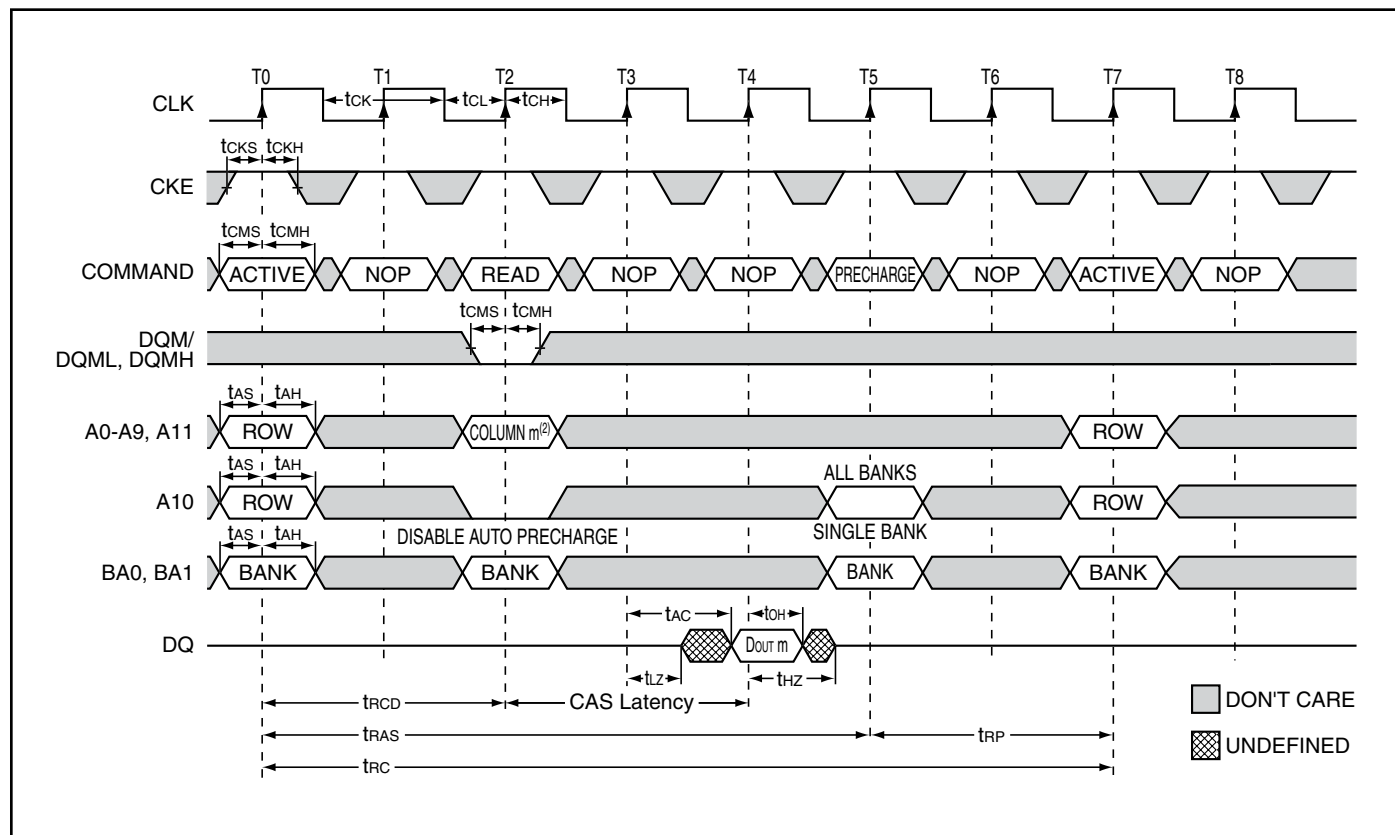 T0 T1 T2 T3 T4 T5 T6 T7 T8
CLK tCK tCL tCH
tCKS tCKH
CKE
tCMS tCMH
COMMAND ACTIVE NOP READ NOP NOP PRECHARGE NOP ACTIVE NOP
tCMS tCMH
DQM/
DQML, DQMH
tAS tAH
A0-A9, A11 ROW COLUMN m(2) ROW
tAS tAH ALL BANKS
A10 ROW ROW
DISABLE AUTO PRECHARGE SINGLE BANK
tAS tAH
BA0, BA1 BANK BANK BANK BANK
tAC tOH
DQ DOUT m
tLZ tHZ
tRCD CAS Latency
DON'T CARE
tRAS tRP
UNDEFINED
tRC